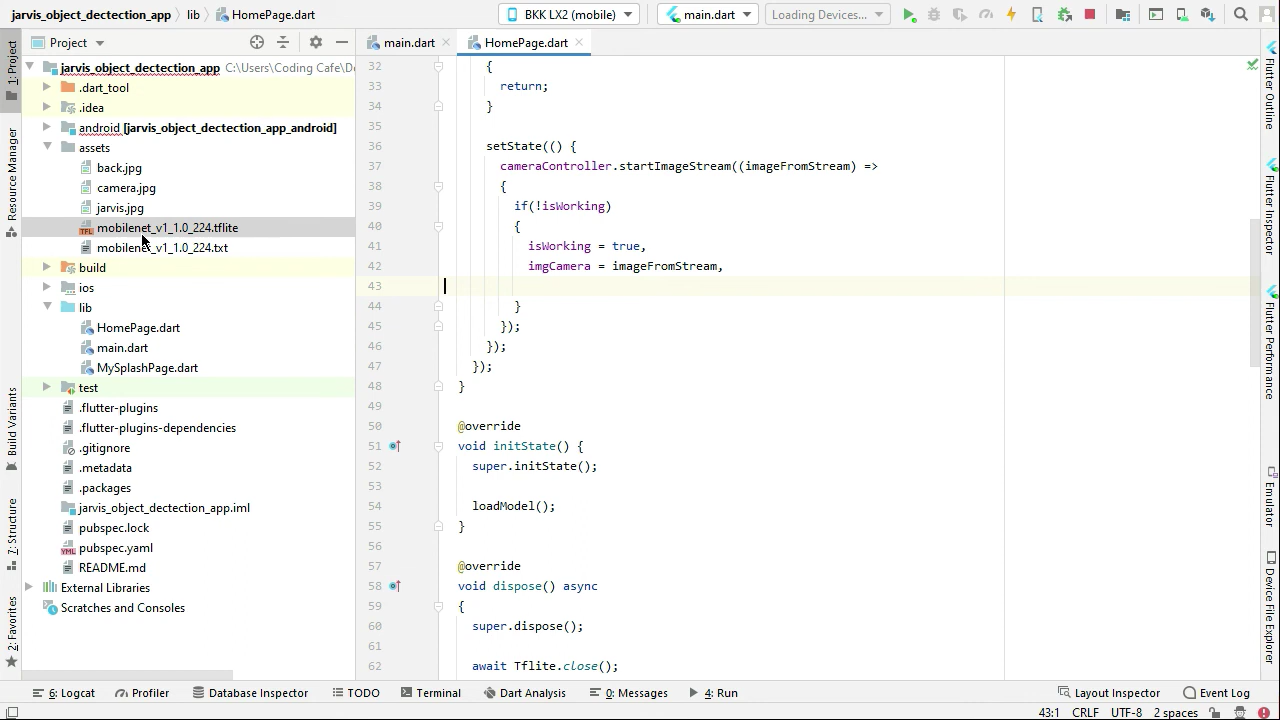 jarvis_object_dectection_app
lib
HomePage.dart
BKK LX2 (mobile)
main.dart
Loading Devices...
Project
main.dart
HomePage.dart
jarvis_object_dectection_app C:\Users\Coding Cafe\De
.dart_tool
.idea
android [jarvis_object_dectection_app_android]
assets
back.jpg
camera.jpg
jarvis.jpg
mobilenet_v1_1.0_224.tflite
mobilenet_v1_1.0_224.txt
build
ios
lib
HomePage.dart
main.dart
MySplashPage.dart
test
.flutter-plugins
.flutter-plugins-dependencies
.gitignore
.metadata
.packages
jarvis_object_dectection_app.iml
pubspec.lock
pubspec.yaml
README.md
External Libraries
Scratches and Consoles
1: Project
Resource Manager
Build Variants
7: Structure
2: Favorites
32 {
33 return;
34 }
35
36 setState(() {
37 cameraController.startImageStream((imageFromStream) =>
38 {
39 if(!isWorking)
40 {
41 isWorking = true,
42 imgCamera = imageFromStream,
43
44 }
45 });
46 });
47 });
48 }
49
50 @override
51 void initState() {
52 super.initState();
53
54 loadModel();
55 }
56
57 @override
58 void dispose() async
59 {
60 super.dispose();
61
62 await Tflite.close();
Flutter Outline
Flutter Inspector
Flutter Performance
Emulator
Device File Explorer
6: Logcat
Profiler
Database Inspector
TODO
Terminal
Dart Analysis
0: Messages
4: Run
Layout Inspector
Event Log
43:1 CRLF UTF-8 2 spaces